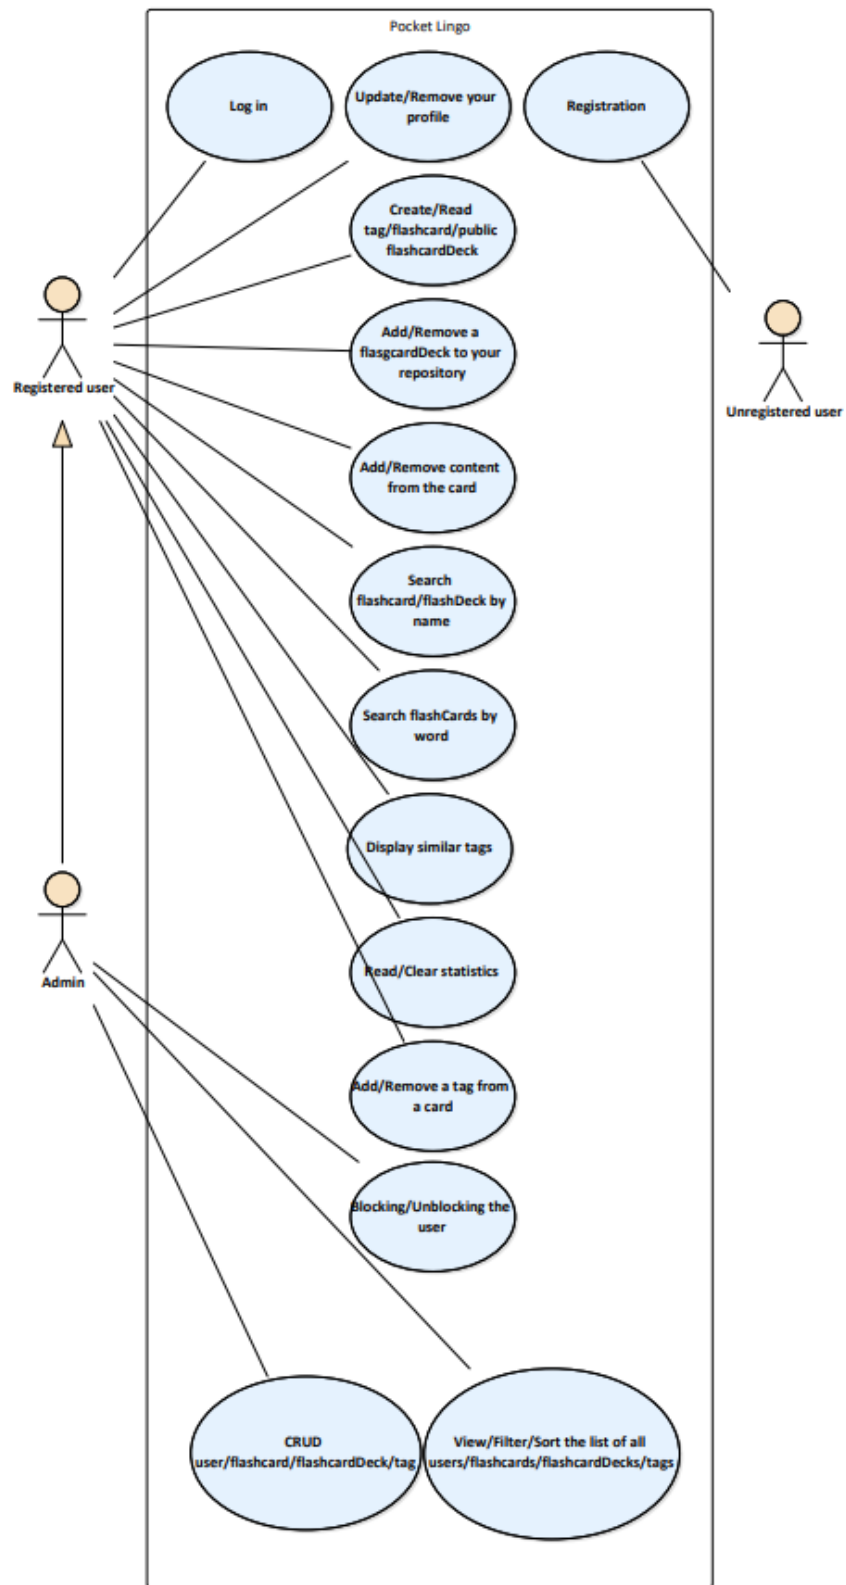 Pocket Lingo
Log in
Update/Remove your
profile
Registration
Create/Read
tag/flashcard/public
flashcardDeck
Add/Remove a
flasgcardDeck to your
repository
Registered user
Unregistered user
Add/Remove content
from the card
Search
flashcard/flashDeck by
name
Search flashCards by
word
Display similar tags
Read/Clear statistics
Admin
Add/Remove a tag from
a card
Blocking/Unblocking the
user
CRUD
user/flashcard/flashcardDeck/tag
View/Filter/Sort the list of all
users/flashcards/flashcardDecks/tags